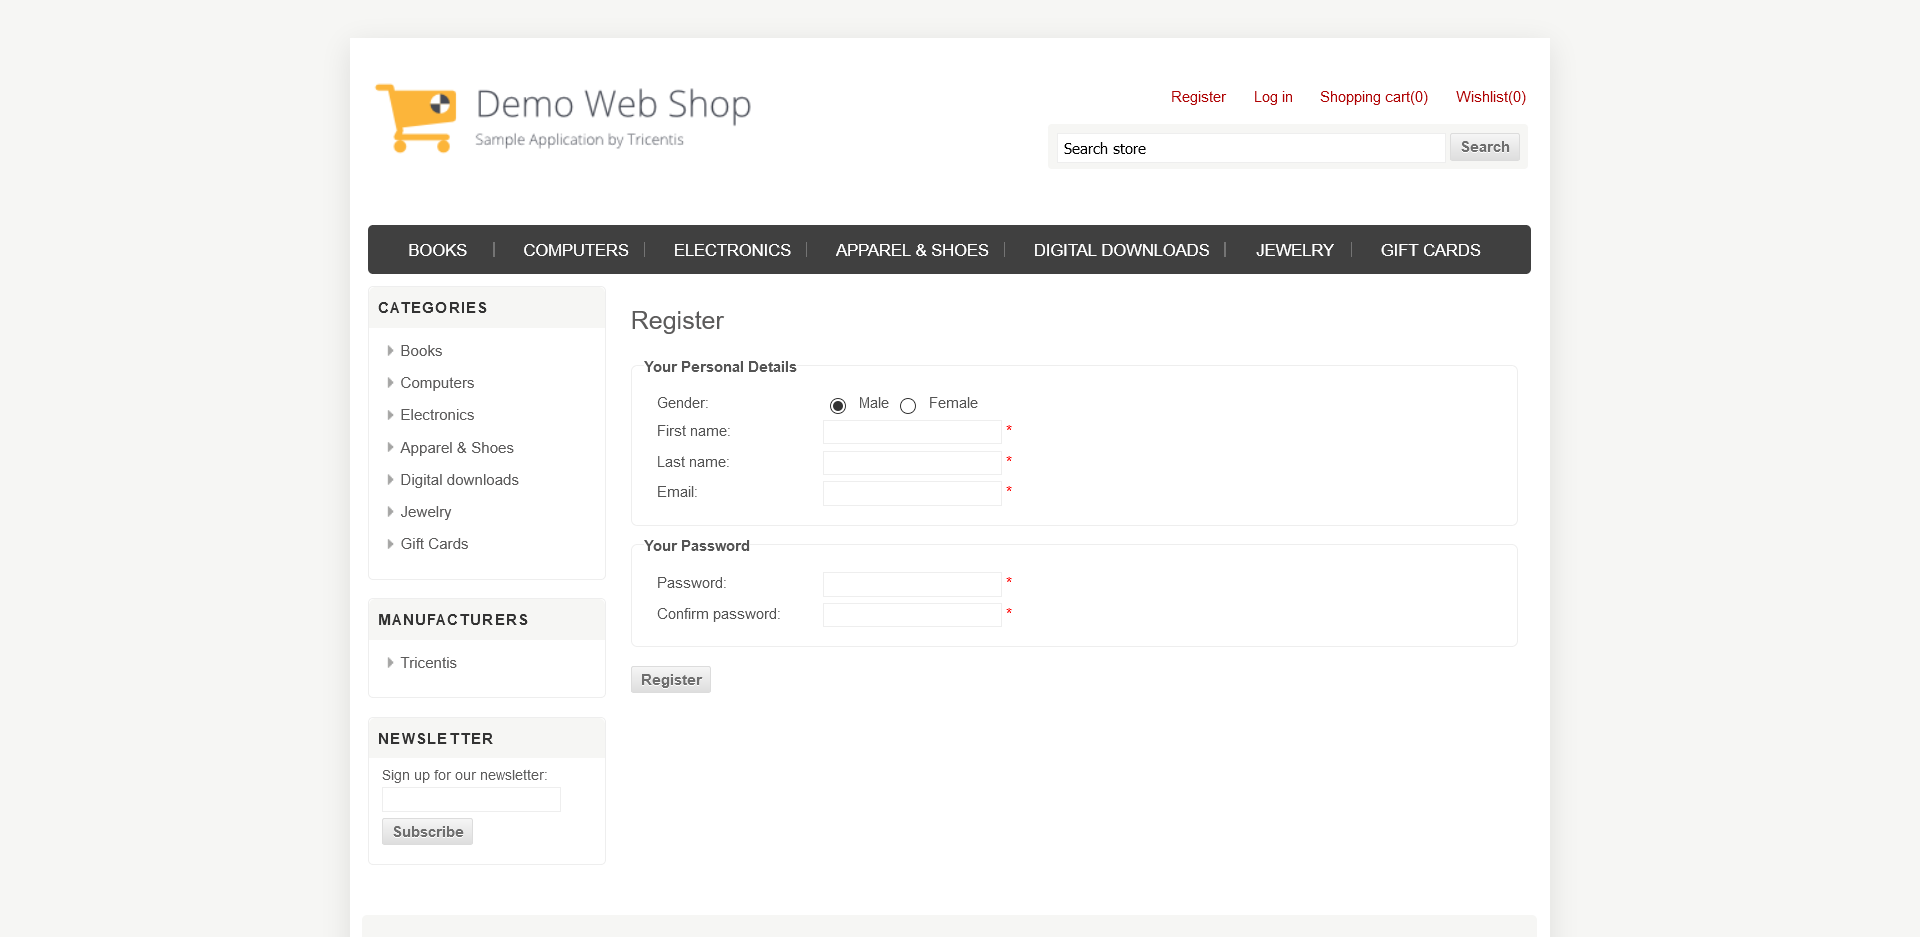 Demo Web Shop
Sample Application by Tricentis
Register Log in Shopping cart(0) Wishlist(0)
Search store Search
BOOKS COMPUTERS ELECTRONICS APPAREL & SHOES DIGITAL DOWNLOADS JEWELRY GIFT CARDS
CATEGORIES
Books
Computers
Electronics
Apparel & Shoes
Digital downloads
Jewelry
Gift Cards
MANUFACTURERS
Tricentis
NEWSLETTER
Sign up for our newsletter:
Subscribe
Register
Your Personal Details
Gender: Male Female
First name: *
Last name: *
Email: *
Your Password
Password: *
Confirm password: *
Register